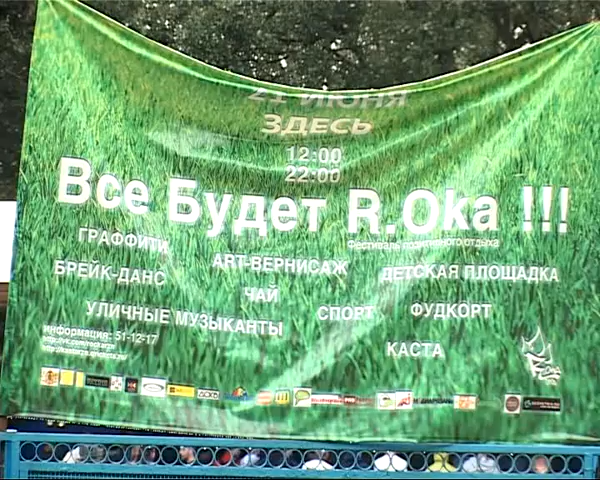 21 ИЮНЯ
ЗДЕСЬ
12:00
22:00
Все Будет R.Oka !!!
Фестиваль позитивного отдыха
ГРАФФИТИ
ART-ВЕРНИСАЖ
ДЕТСКАЯ ПЛОЩАДКА
БРЕЙК-ДАНС
ЧАЙ
УЛИЧНЫЕ МУЗЫКАНТЫ
СПОРТ
ФУДКОРТ
КАСТА
информация: 51-12-17